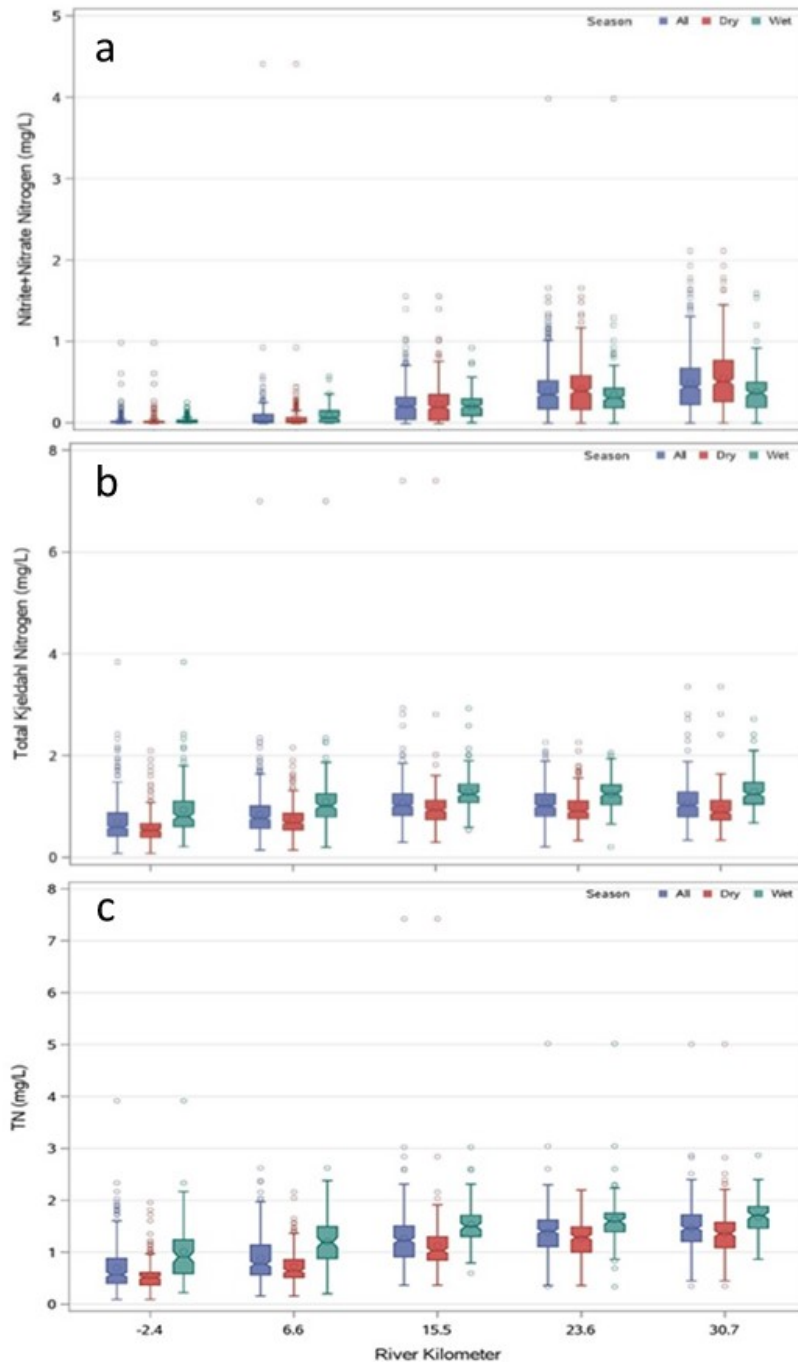 a
Season All Dry Wet
5
4
3
2
1
0
Nitrite+Nitrate Nitrogen (mg/L)
b
Season All Dry Wet
8
6
4
2
0
Total Kjeldahl Nitrogen (mg/L)
c
Season All Dry Wet
8
7
6
5
4
3
2
1
0
TN (mg/L)
-2.4 6.6 15.5 23.6 30.7
River Kilometer